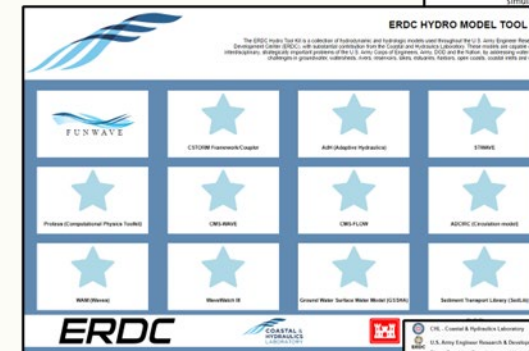 simul
ERDC HYDRO MODEL TOOL
The ERDC Hydro Tool Kit is a collection of hydrodynamic and hydrologic models used throughout the U.S. Army Engineer Rese
Development Center (ERDC), with substantial contribution from the Coastal and Hydraulics Laboratory. These models are capable
interdisciplinary, strategically important problems of the U.S. Army Corps of Engineers, Army, DOD and the Nation, by addressing water
challenges in groundwater, watersheds, rivers, reservoirs, lakes, estuaries, harbors, open coasts, coastal inlets and
FUNWAVE
CSTORM Framework/Coupler
AdH (Adaptive Hydraulics)
STWAVE
Proteus (Computational Physics Toolkit)
CMS-WAVE
CMS-FLOW
ADCIRC (Circulation model)
WAM (Waves)
WaveWatch III
Ground Water Surface Water Model (GSSHA)
Sediment Transport Library (SedLib)
ERDC
COASTAL &
HYDRAULICS
LABORATORY
CHL - Coastal & Hydraulics Laboratory
ERDC
U.S. Army Engineer Research & Develop